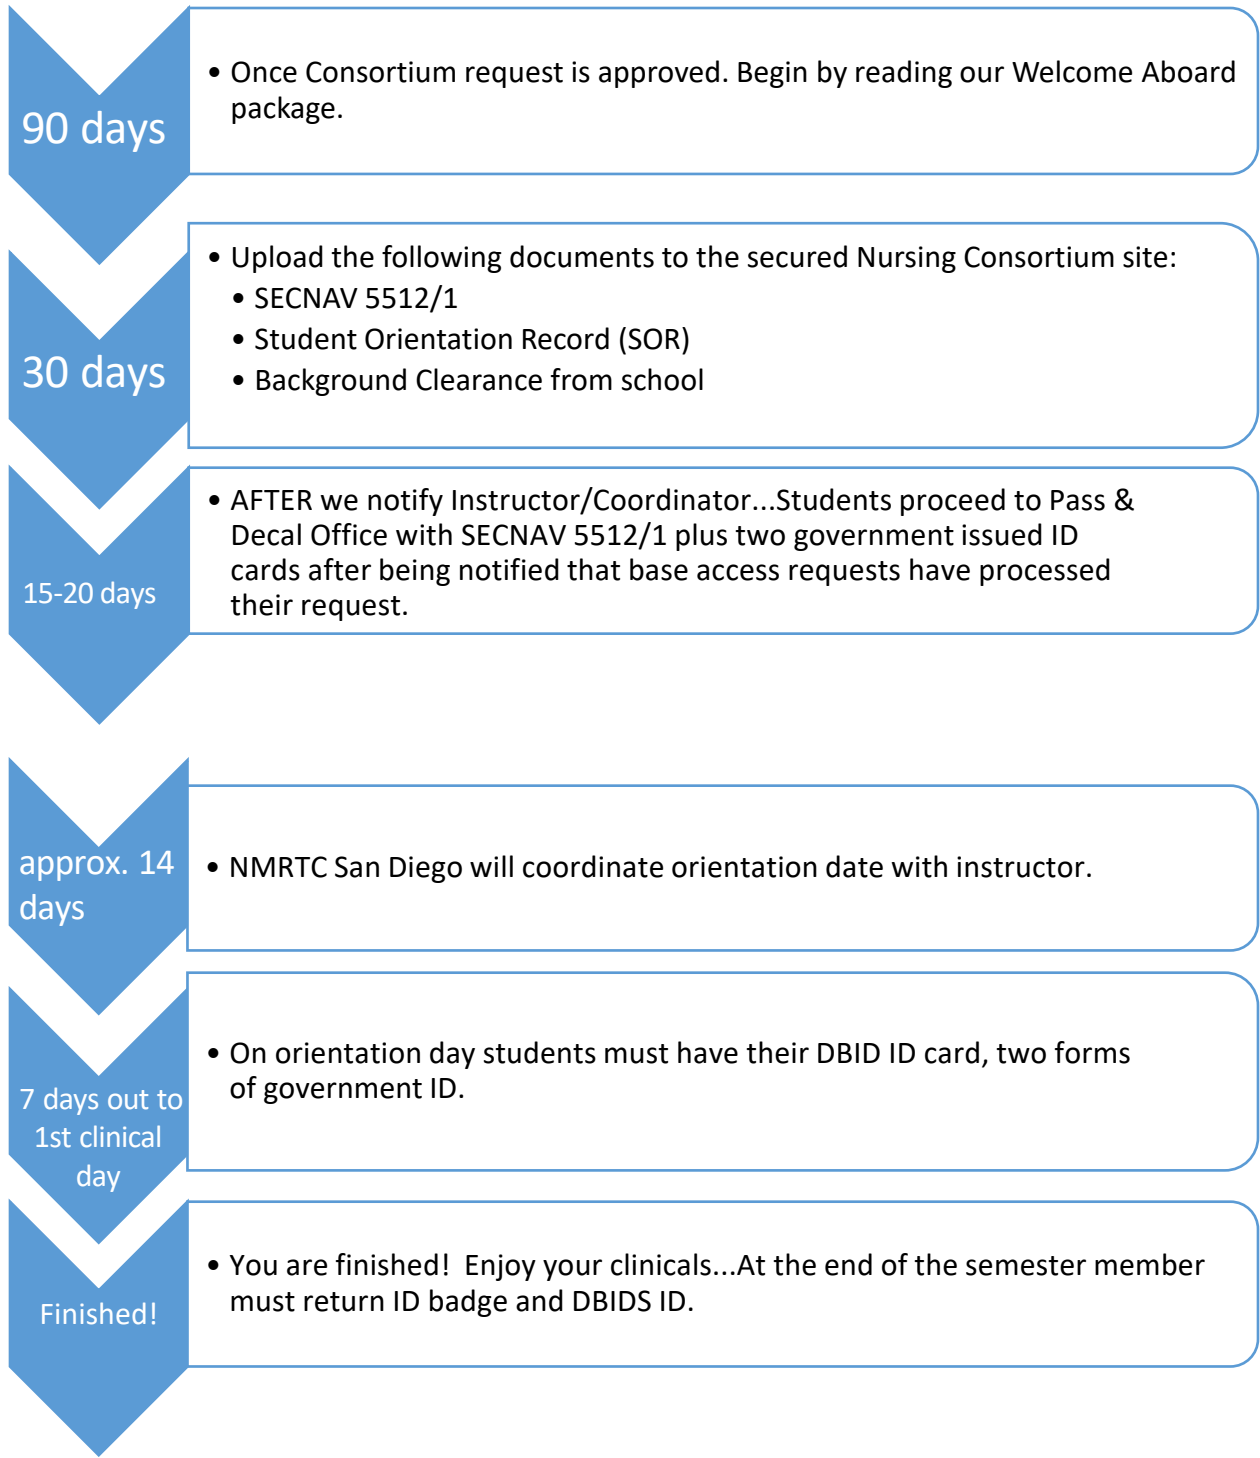 90 days
• Once Consortium request is approved. Begin by reading our Welcome Aboard
package.
30 days
• Upload the following documents to the secured Nursing Consortium site:
• SECNAV 5512/1
• Student Orientation Record (SOR)
• Background Clearance from school
15-20 days
• AFTER we notify Instructor/Coordinator...Students proceed to Pass &
Decal Office with SECNAV 5512/1 plus two government issued ID
cards after being notified that base access requests have processed
their request.
approx. 14
days
• NMRTC San Diego will coordinate orientation date with instructor.
7 days out to
1st clinical
day
• On orientation day students must have their DBID ID card, two forms
of government ID.
Finished!
• You are finished!  Enjoy your clinicals...At the end of the semester member
must return ID badge and DBIDS ID.